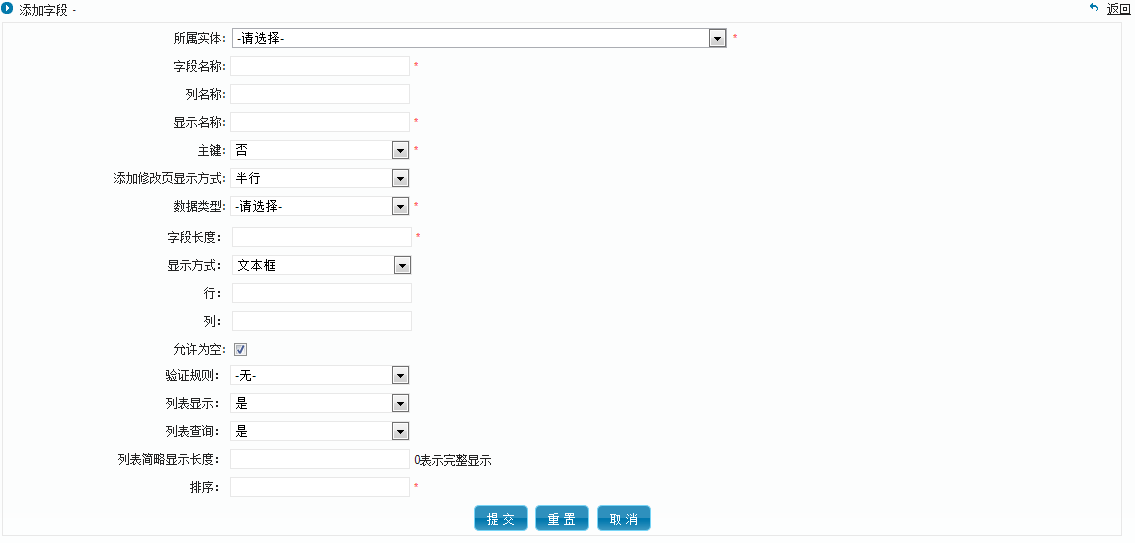 添加字段 - 返回
所属实体: -请选择- *
字段名称: *
列名称:
显示名称: *
主键: 否 *
添加修改页显示方式: 半行
数据类型: -请选择- *
字段长度： *
显示方式： 文本框
行：
列：
允许为空:
验证规则： -无-
列表显示： 是
列表查询： 是
列表简略显示长度： 0表示完整显示
排序： *
提交 重置 取消